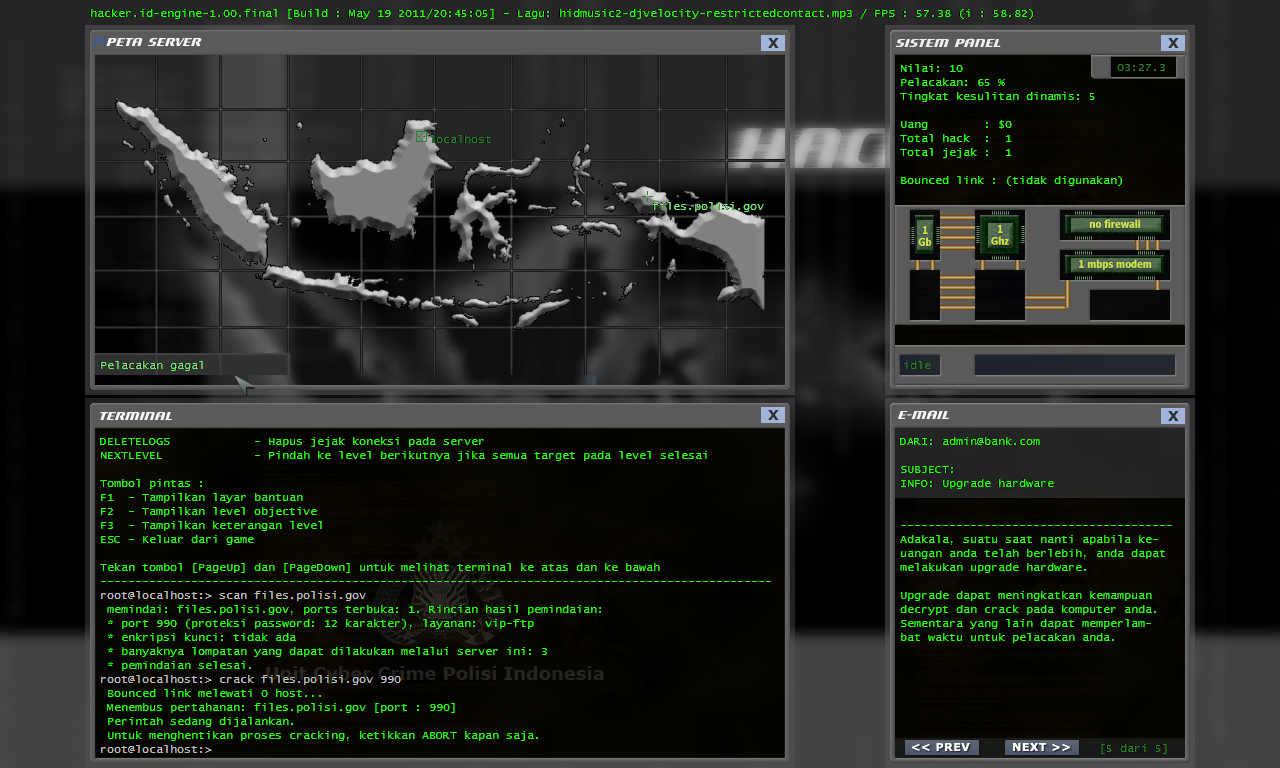 hacker.id-engine-1.00.final [Build : May 19 2011/20:45:05] - Lagu: hidmusic2-djvelocity-restrictedcontact.mp3 / FPS : 57.38 (i : 58.82)
PETA SERVER
X
localhost
files.polisi.gov
Pelacakan gagal
HAC
SISTEM PANEL
X
03:27.3
Nilai: 10
Pelacakan: 65 %
Tingkat kesulitan dinamis: 5
Uang : $0
Total hack : 1
Total jejak : 1
Bounced link : (tidak digunakan)
1 Gb
1 Ghz
no firewall
1 mbps modem
idle
TERMINAL
X
DELETELOGS - Hapus jejak koneksi pada server
NEXTLEVEL - Pindah ke level berikutnya jika semua target pada level selesai
Tombol pintas :
F1 - Tampilkan layar bantuan
F2 - Tampilkan level objective
F3 - Tampilkan keterangan level
ESC - Keluar dari game
Tekan tombol [PageUp] dan [PageDown] untuk melihat terminal ke atas dan ke bawah
------------------------------------------------------------------------------------
root@localhost:> scan files.polisi.gov
memindai: files.polisi.gov, ports terbuka: 1. Rincian hasil pemindaian:
* port 990 (proteksi password: 12 karakter), layanan: vip-ftp
* enkripsi kunci: tidak ada
* banyaknya lompatan yang dapat dilakukan melalui server ini: 3
* pemindaian selesai.
Unit Cyber Crime Polisi Indonesia
root@localhost:> crack files.polisi.gov 990
Bounced link melewati 0 host...
Menembus pertahanan: files.polisi.gov [port : 990]
Perintah sedang dijalankan.
Untuk menghentikan proses cracking, ketikkan ABORT kapan saja.
root@localhost:>
E-MAIL
X
DARI: admin@bank.com
SUBJECT:
INFO: Upgrade hardware
----------------------------------
Adakala, suatu saat nanti apabila ke-
uangan anda telah berlebih, anda dapat
melakukan upgrade hardware.
Upgrade dapat meningkatkan kemampuan
decrypt dan crack pada komputer anda.
Sementara yang lain dapat memperlam-
bat waktu untuk pelacakan anda.
<< PREV
NEXT >>
[5 dari 5]